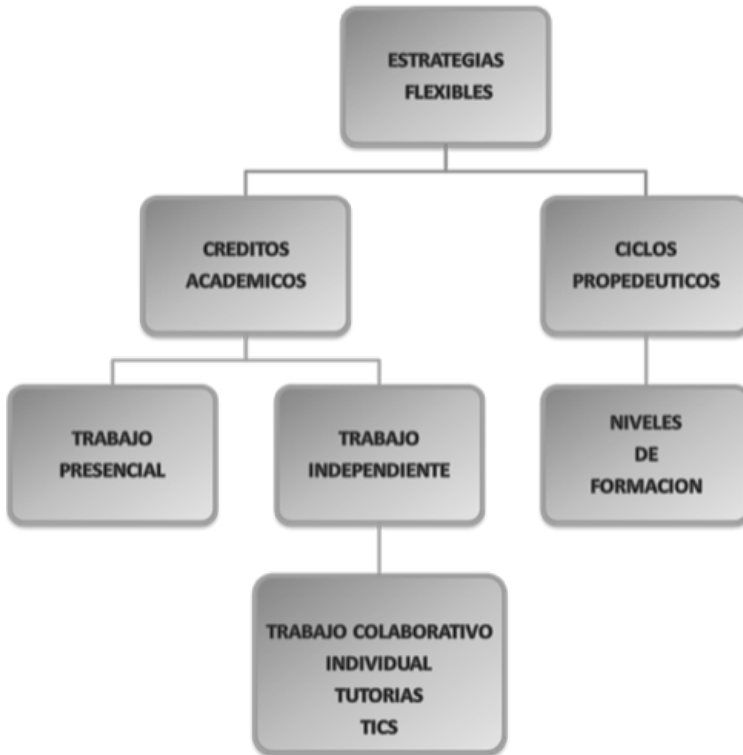 ESTRATEGIAS
FLEXIBLES
CREDITOS
ACADEMICOS
CICLOS
PROPEDEUTICOS
TRABAJO
PRESENCIAL
TRABAJO
INDEPENDIENTE
NIVELES
DE
FORMACION
TRABAJO COLABORATIVO
INDIVIDUAL
TUTORIAS
TICS